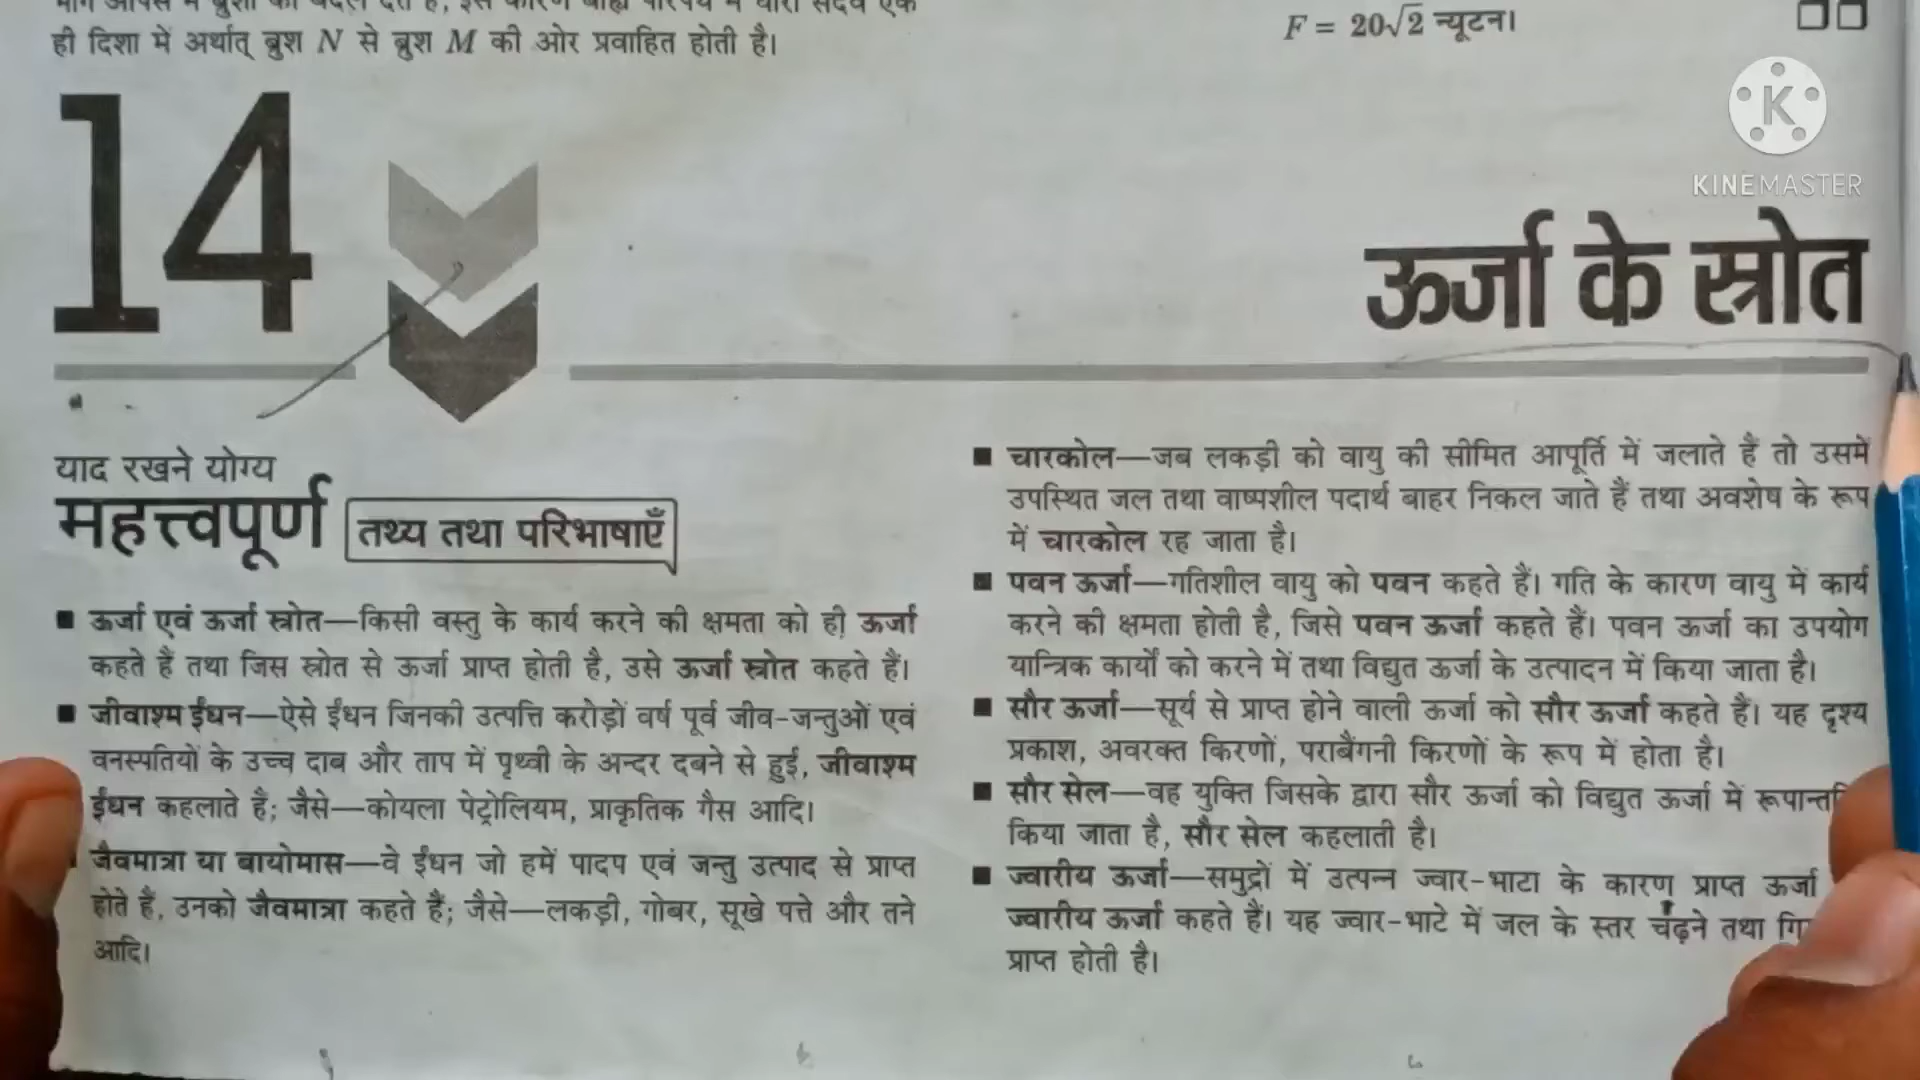 ही दिशा में अर्थात् ब्रुश N से ब्रुश M की ओर प्रवाहित होती है।
F = 20√2 न्यूटन।
KINEMASTER
14
ऊर्जा के स्रोत
याद रखने योग्य
महत्त्वपूर्ण तथ्य तथा परिभाषाएँ
■ ऊर्जा एवं ऊर्जा स्रोत—किसी वस्तु के कार्य करने की क्षमता को ही ऊर्जा
कहते हैं तथा जिस स्रोत से ऊर्जा प्राप्त होती है, उसे ऊर्जा स्रोत कहते हैं।
■ जीवाश्म ईंधन—ऐसे ईंधन जिनकी उत्पत्ति करोड़ों वर्ष पूर्व जीव-जन्तुओं एवं
वनस्पतियों के उच्च दाब और ताप में पृथ्वी के अन्दर दबने से हुई, जीवाश्म
ईंधन कहलाते हैं; जैसे—कोयला पेट्रोलियम, प्राकृतिक गैस आदि।
जैवमात्रा या बायोमास—वे ईंधन जो हमें पादप एवं जन्तु उत्पाद से प्राप्त
होते हैं, उनको जैवमात्रा कहते हैं; जैसे—लकड़ी, गोबर, सूखे पत्ते और तने
आदि।
■ चारकोल—जब लकड़ी को वायु की सीमित आपूर्ति में जलाते हैं तो उसमें
उपस्थित जल तथा वाष्पशील पदार्थ बाहर निकल जाते हैं तथा अवशेष के रूप
में चारकोल रह जाता है।
■ पवन ऊर्जा—गतिशील वायु को पवन कहते हैं। गति के कारण वायु में कार्य
करने की क्षमता होती है, जिसे पवन ऊर्जा कहते हैं। पवन ऊर्जा का उपयोग
यान्त्रिक कार्यों को करने में तथा विद्युत ऊर्जा के उत्पादन में किया जाता है।
■ सौर ऊर्जा—सूर्य से प्राप्त होने वाली ऊर्जा को सौर ऊर्जा कहते हैं। यह दृश्य
प्रकाश, अवरक्त किरणों, पराबैंगनी किरणों के रूप में होता है।
■ सौर सेल—वह युक्ति जिसके द्वारा सौर ऊर्जा को विद्युत ऊर्जा में
किया जाता है, सौर सेल कहलाती है।
■ ज्वारीय ऊर्जा—समुद्रों में उत्पन्न ज्वार-भाटा के कारण प्राप्त ऊर्जा
ज्वारीय ऊर्जा कहते हैं। यह ज्वार-भाटे में जल के स्तर चढ़ने तथा
प्राप्त होती है।